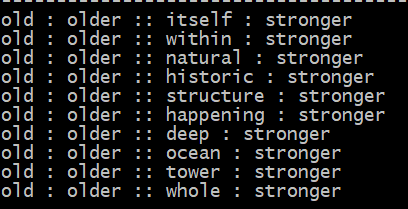 old : older :: itself : stronger
old : older :: within : stronger
old : older :: natural : stronger
old : older :: historic : stronger
old : older :: structure : stronger
old : older :: happening : stronger
old : older :: deep : stronger
old : older :: ocean : stronger
old : older :: tower : stronger
old : older :: whole : stronger